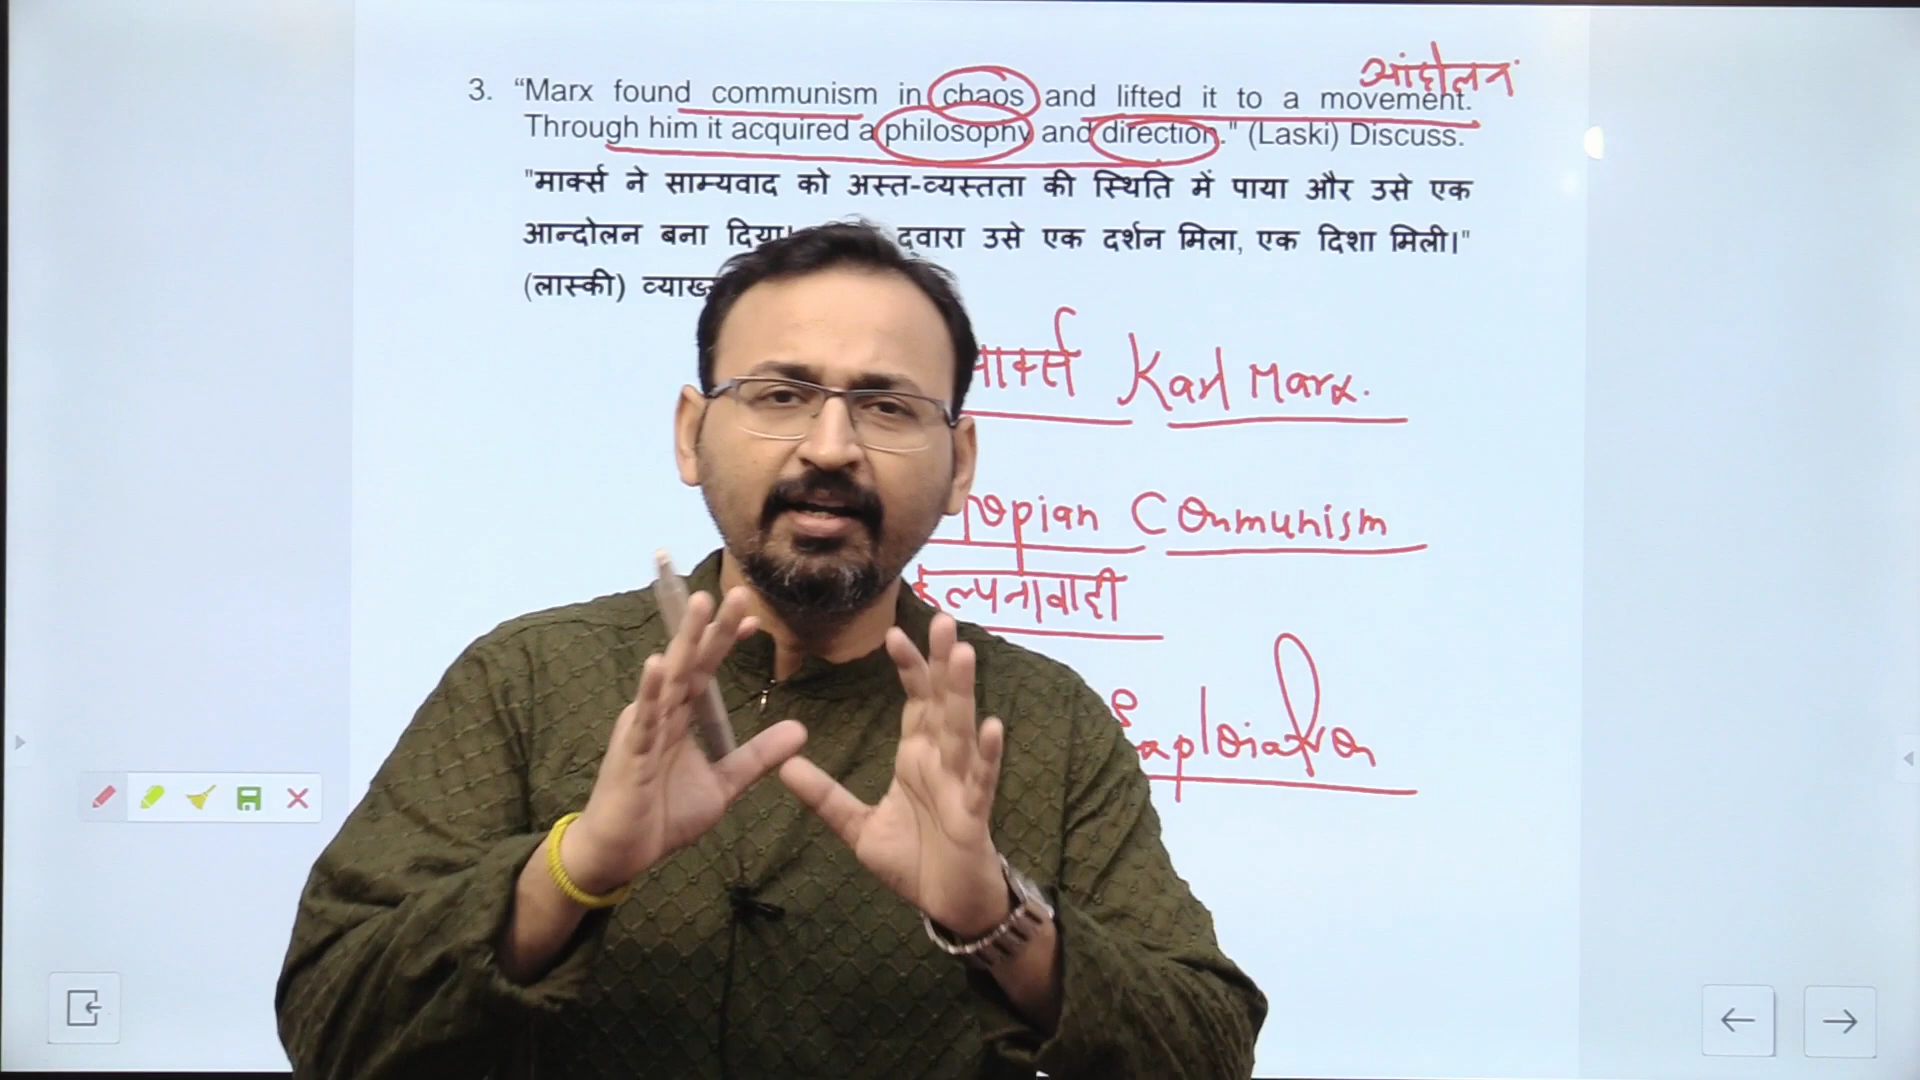 आंदोलन
3. “Marx found communism in chaos and lifted it to a movement.
Through him it acquired a philosophy and direction." (Laski) Discuss.
"मार्क्स ने साम्यवाद को अस्त-व्यस्तता की स्थिति में पाया और उसे एक
आन्दोलन बना दिया। द्वारा उसे एक दर्शन मिला, एक दिशा मिली।"
(लास्की)
Karl Marx.
Communism